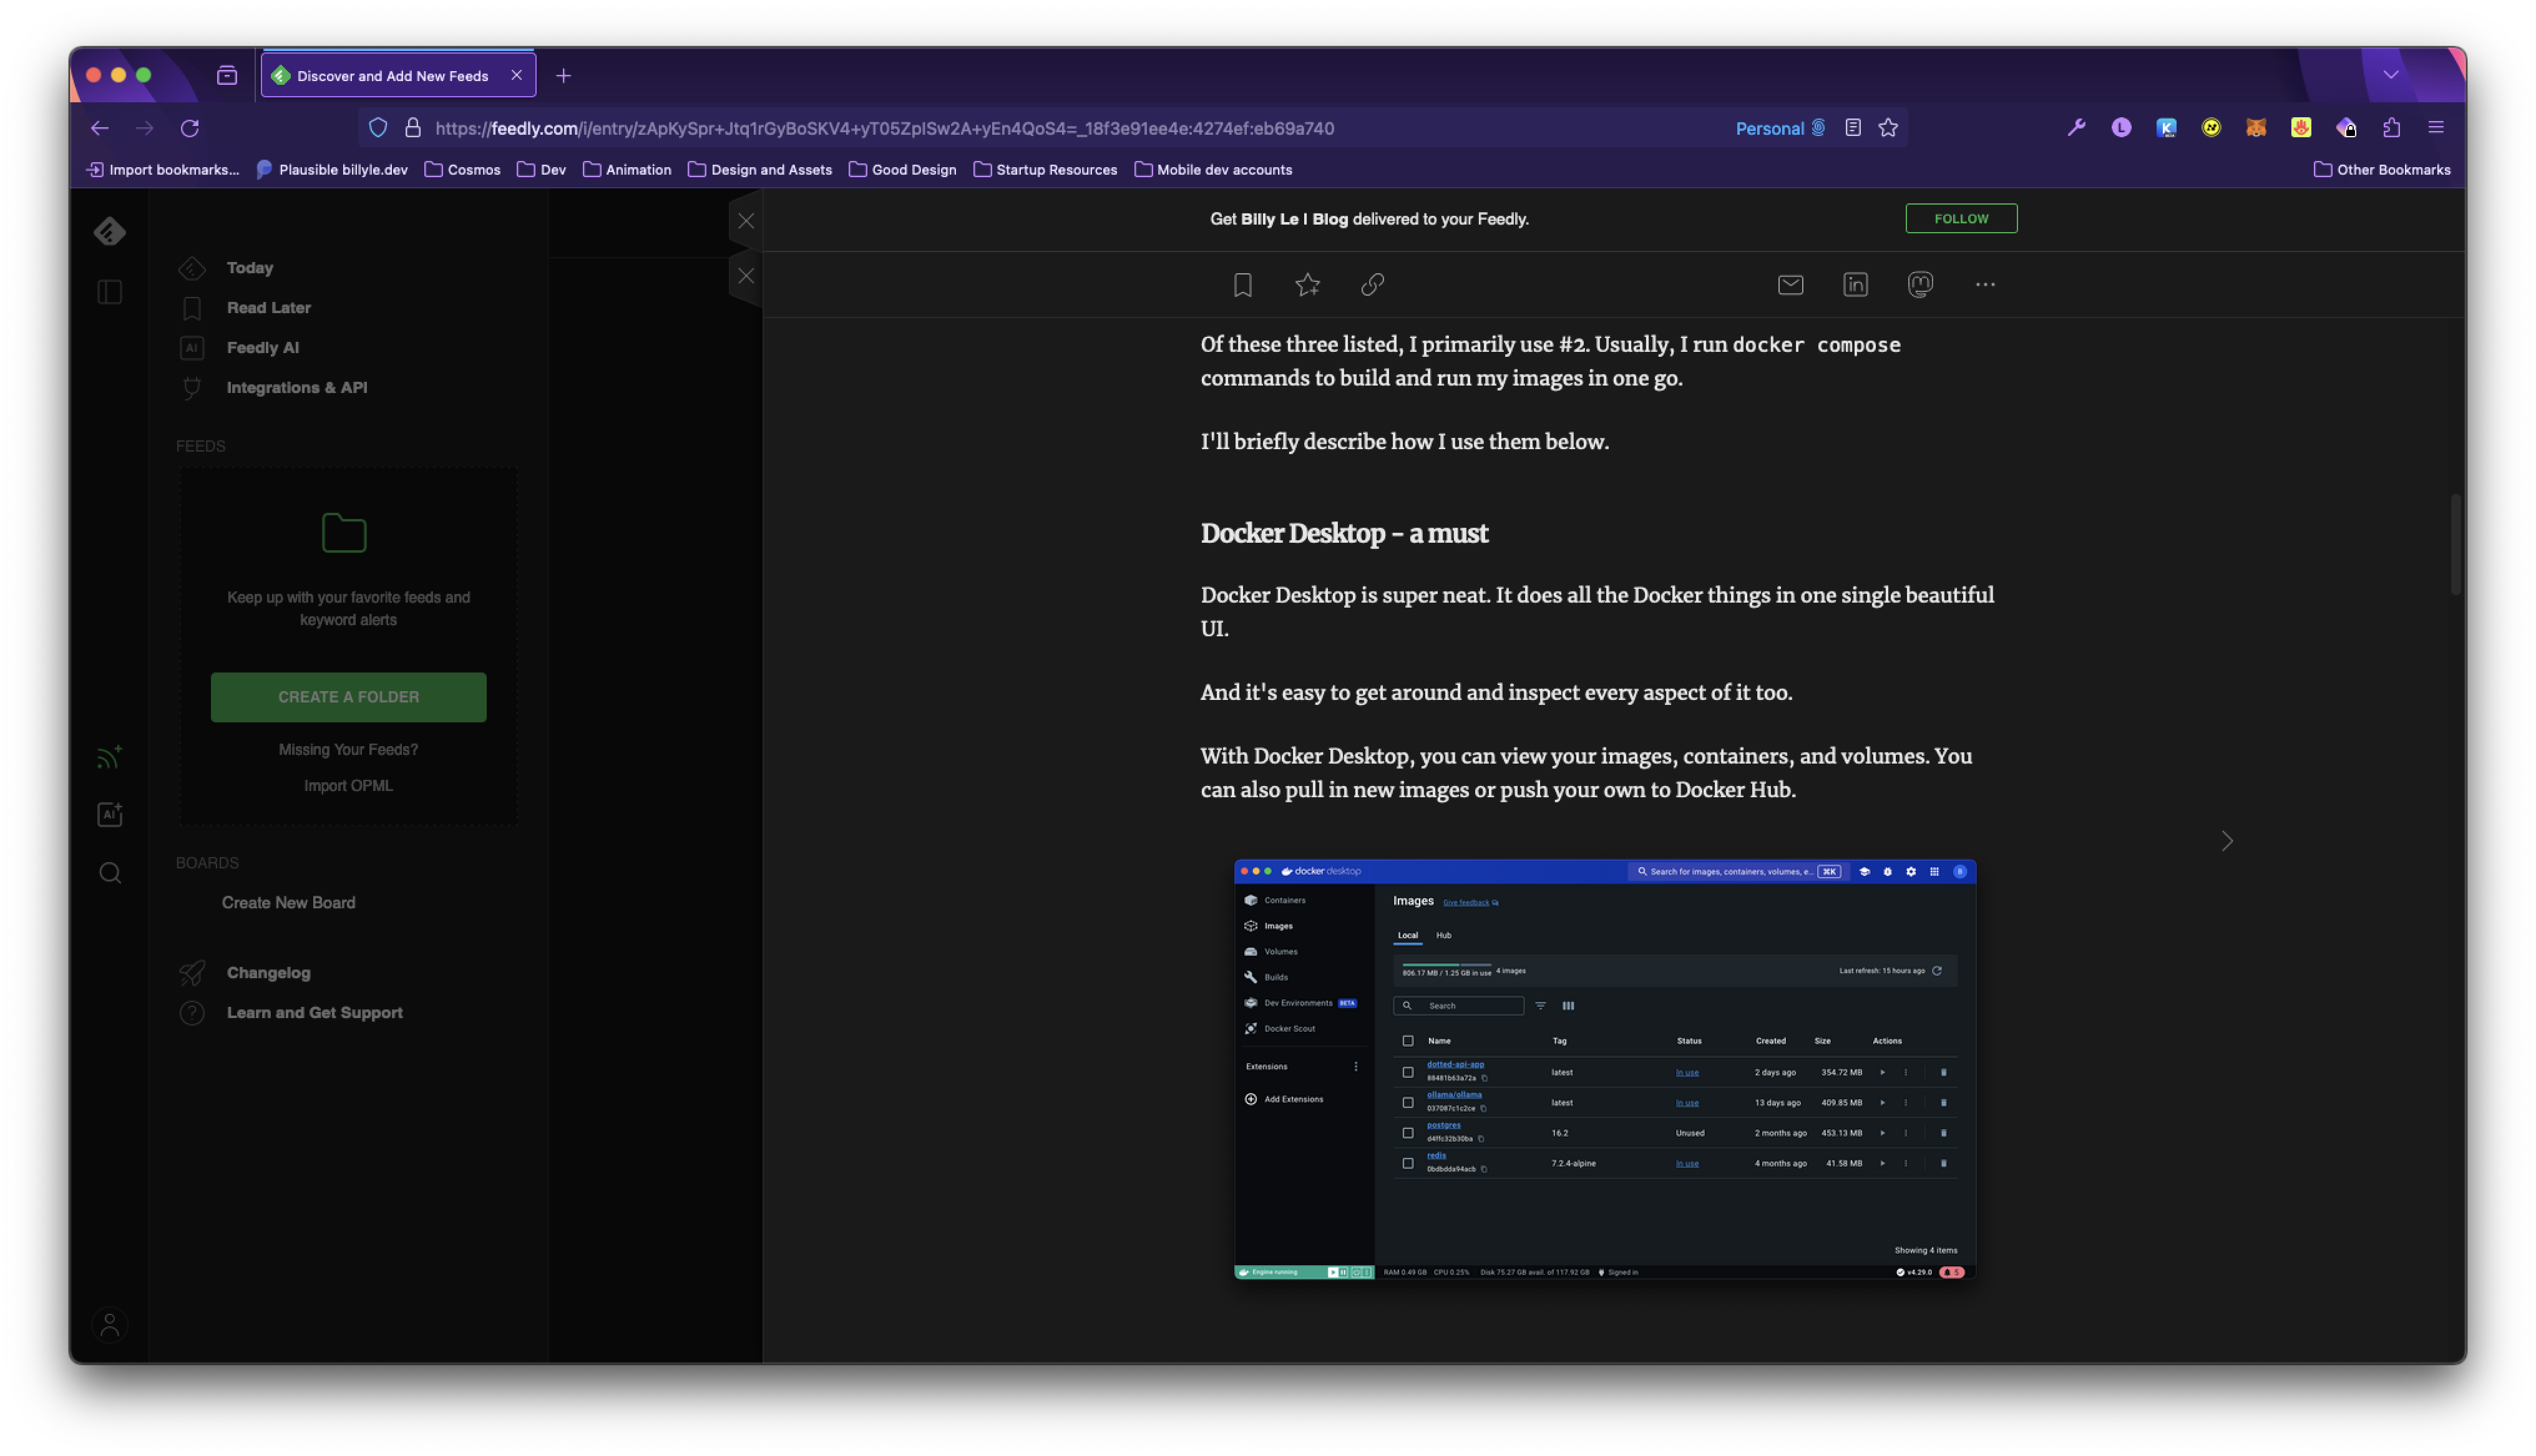 Discover and Add New Feeds
https://feedly.com/i/entry/zApKySpr+Jtq1rGyBoSKV4+yT05ZpISw2A+yEn4QoS4=_18f3e91ee4e:4274ef:eb69a740
Personal
L
Import bookmarks...
Plausible billyle.dev
Cosmos
Dev
Animation
Design and Assets
Good Design
Startup Resources
Mobile dev accounts
Other Bookmarks
Today
Read Later
AI
Feedly AI
Integrations & API
FEEDS
Keep up with your favorite feeds and
keyword alerts
CREATE A FOLDER
Missing Your Feeds?
Import OPML
AI
BOARDS
Create New Board
Changelog
Learn and Get Support
Get Billy Le | Blog delivered to your Feedly.
FOLLOW
Of these three listed, I primarily use #2. Usually, I run docker compose
commands to build and run my images in one go.
I'll briefly describe how I use them below.
Docker Desktop - a must
Docker Desktop is super neat. It does all the Docker things in one single beautiful
UI.
And it's easy to get around and inspect every aspect of it too.
With Docker Desktop, you can view your images, containers, and volumes. You
can also pull in new images or push your own to Docker Hub.
docker desktop
Search for images, containers, volumes, e...
⌘K
B
Containers
Images
Volumes
Builds
Dev Environments BETA
Docker Scout
Extensions
Add Extensions
Images
Give feedback
Local
Hub
806.17 MB / 1.25 GB in use
4 images
Last refresh: 15 hours ago
Search
Name Tag Status Created Size Actions
dotted-api-app
88481b63a72a
latest In use 2 days ago 354.72 MB
ollama/ollama
037087c1c2ce
latest In use 13 days ago 409.85 MB
postgres
d4ffc32b30ba
16.2 Unused 2 months ago 453.13 MB
redis
0bdbdda94acb
7.2.4-alpine In use 4 months ago 41.58 MB
Showing 4 items
Engine running
RAM 0.49 GB CPU 0.25% Disk 75.27 GB avail. of 117.92 GB Signed in
v4.29.0
5